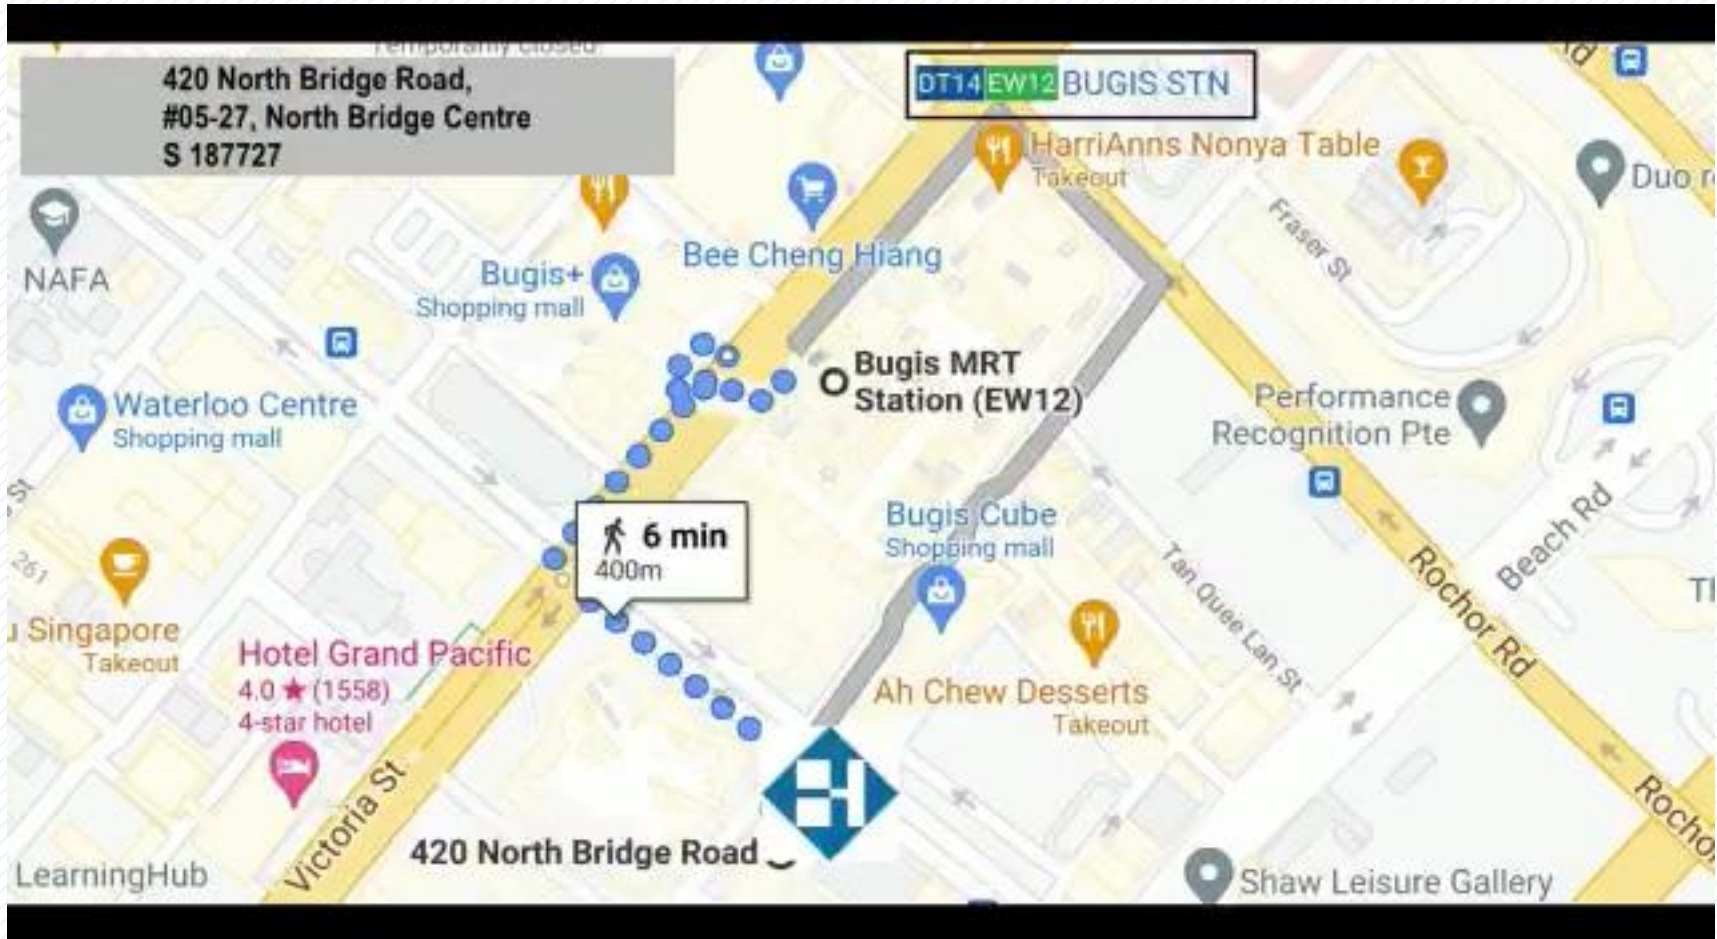 Temporarily closed
420 North Bridge Road,
#05-27, North Bridge Centre
S 187727
DT14 EW12 BUGIS STN
Rd
HarriAnns Nonya Table
Takeout
Duo
Fraser St
NAFA
Bee Cheng Hiang
Bugis+
Shopping mall
Bugis MRT
Station (EW12)
Waterloo Centre
Shopping mall
Performance
Recognition Pte
St
261
Bugis Cube
Shopping mall
6 min
400m
Beach Rd
Rochor Rd
Tan Quee Lan St
Singapore
Takeout
Hotel Grand Pacific
4.0 ★ (1558)
4-star hotel
Ah Chew Desserts
Takeout
Victoria St
420 North Bridge Road
Rochor
LearningHub
Shaw Leisure Gallery